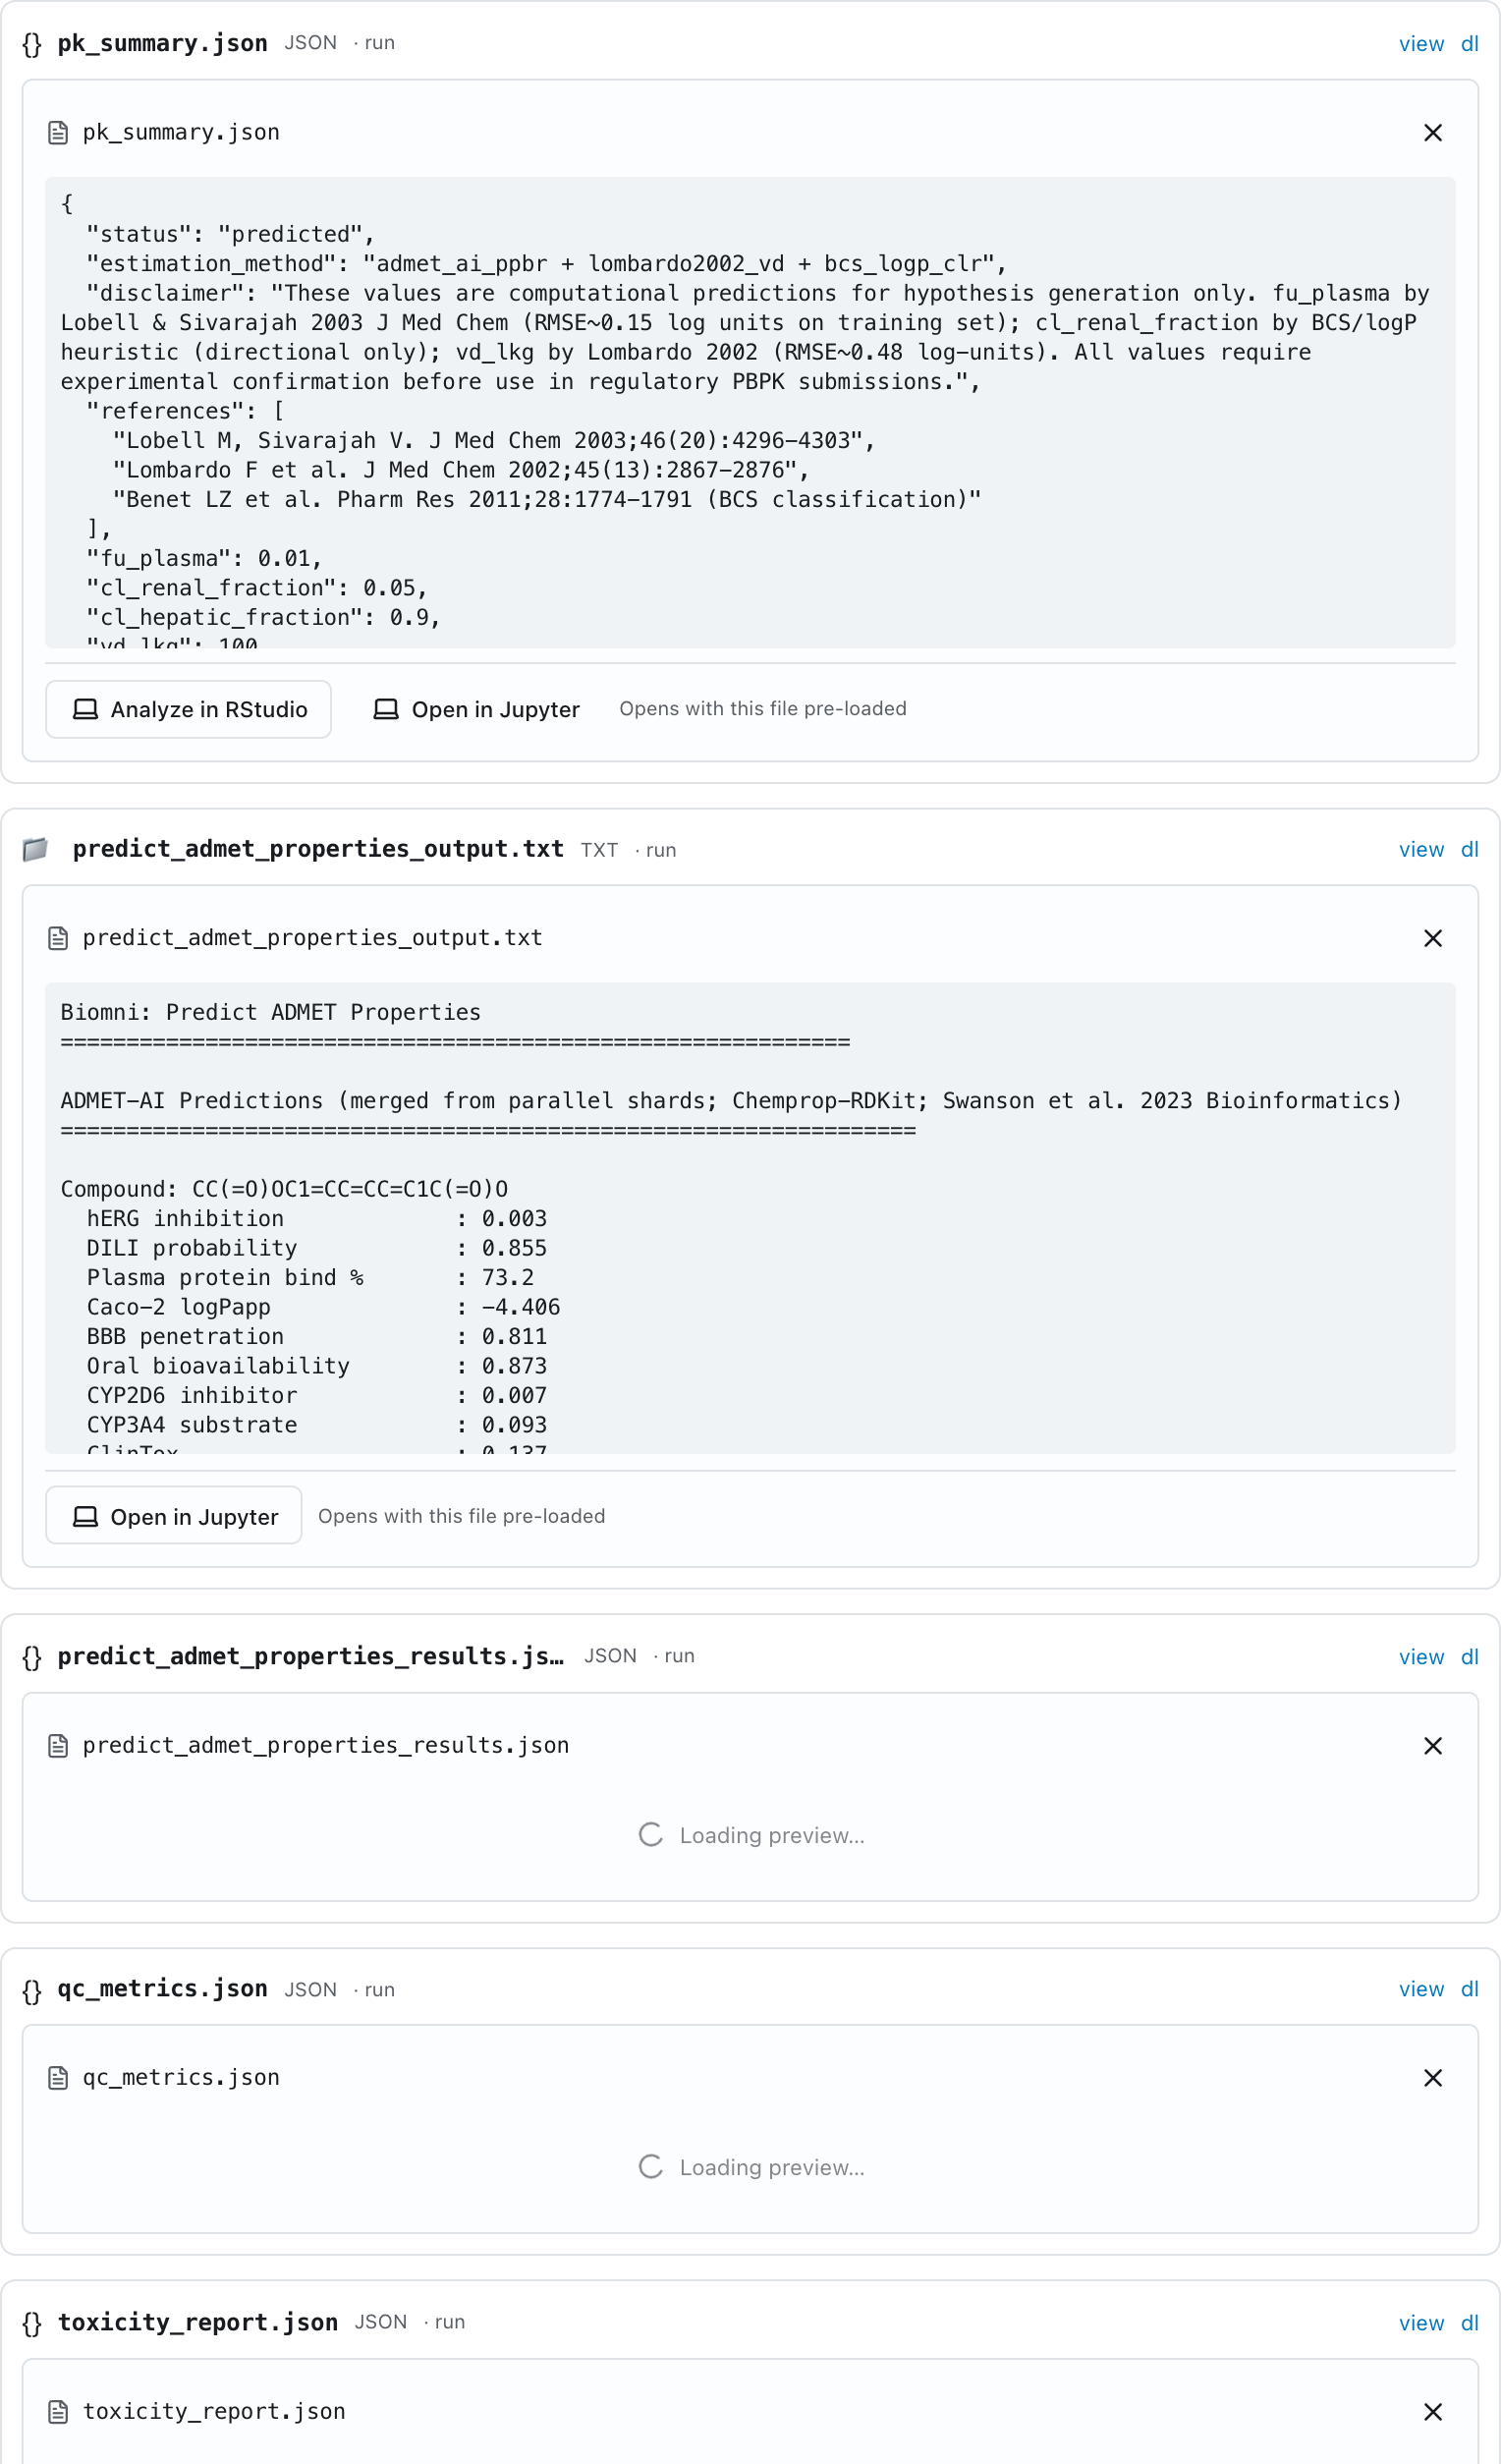 {} pk_summary.json JSON · run view dl
pk_summary.json
{
  "status": "predicted",
  "estimation_method": "admet_ai_ppbr + lombardo2002_vd + bcs_logp_clr",
  "disclaimer": "These values are computational predictions for hypothesis generation only. fu_plasma by
Lobell & Sivarajah 2003 J Med Chem (RMSE~0.15 log units on training set); cl_renal_fraction by BCS/logP
heuristic (directional only); vd_lkg by Lombardo 2002 (RMSE~0.48 log-units). All values require
experimental confirmation before use in regulatory PBPK submissions.",
  "references": [
    "Lobell M, Sivarajah V. J Med Chem 2003;46(20):4296-4303",
    "Lombardo F et al. J Med Chem 2002;45(13):2867-2876",
    "Benet LZ et al. Pharm Res 2011;28:1774-1791 (BCS classification)"
  ],
  "fu_plasma": 0.01,
  "cl_renal_fraction": 0.05,
  "cl_hepatic_fraction": 0.9,
  "vd_lkg": 100
Analyze in RStudio Open in Jupyter Opens with this file pre-loaded
predict_admet_properties_output.txt TXT · run view dl
predict_admet_properties_output.txt
Biomni: Predict ADMET Properties
============================================================
ADMET-AI Predictions (merged from parallel shards; Chemprop-RDKit; Swanson et al. 2023 Bioinformatics)
=================================================================
Compound: CC(=O)OC1=CC=CC=C1C(=O)O
  hERG inhibition             : 0.003
  DILI probability            : 0.855
  Plasma protein bind %       : 73.2
  Caco-2 logPapp              : -4.406
  BBB penetration             : 0.811
  Oral bioavailability        : 0.873
  CYP2D6 inhibitor            : 0.007
  CYP3A4 substrate            : 0.093
  ClinTox                     : 0.137
Open in Jupyter Opens with this file pre-loaded
{} predict_admet_properties_results.js… JSON · run view dl
predict_admet_properties_results.json
Loading preview...
{} qc_metrics.json JSON · run view dl
qc_metrics.json
Loading preview...
{} toxicity_report.json JSON · run view dl
toxicity_report.json